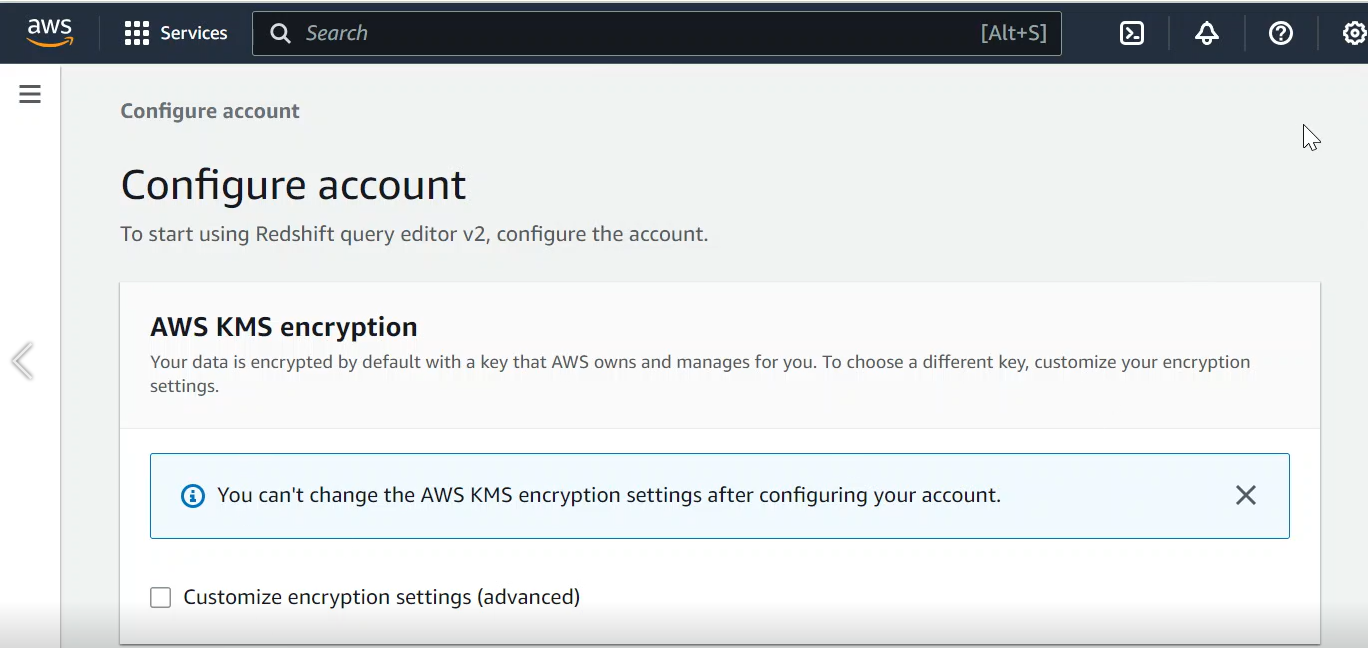 aws Services Search [Alt+S]
Configure account
Configure account
To start using Redshift query editor v2, configure the account.
AWS KMS encryption
Your data is encrypted by default with a key that AWS owns and manages for you. To choose a different key, customize your encryption
settings.
You can't change the AWS KMS encryption settings after configuring your account.
Customize encryption settings (advanced)